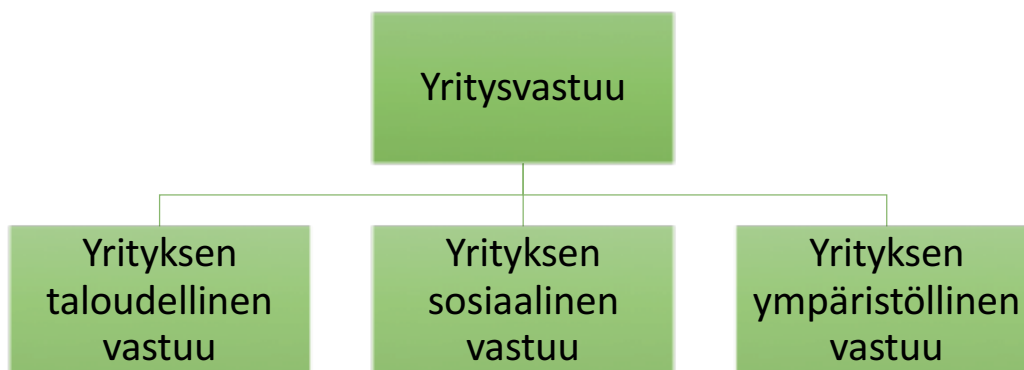 Yritysvastuu
Yrityksen
taloudellinen
vastuu
Yrityksen
sosiaalinen
vastuu
Yrityksen
ympäristöllinen
vastuu